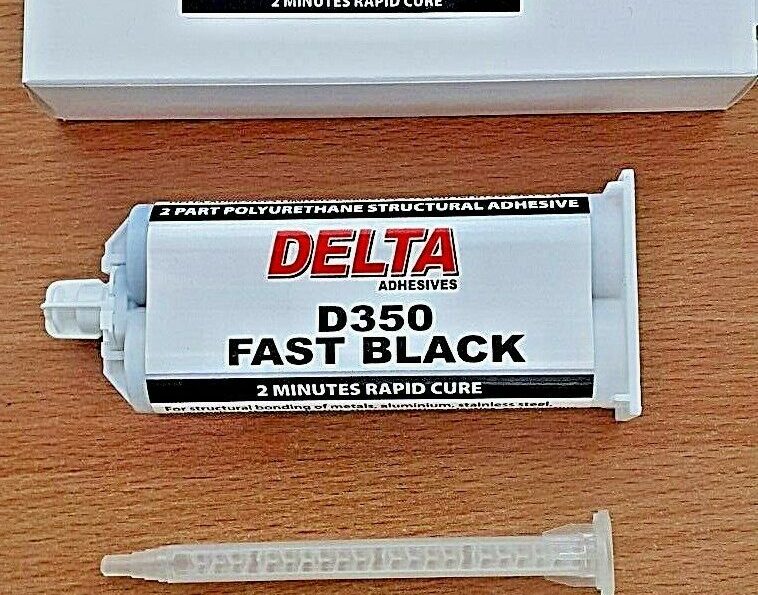 2 MINUTES RAPID CURE
2 PART POLYURETHANE STRUCTURAL ADHESIVE
DELTA
ADHESIVES
D350
FAST BLACK
2 MINUTES RAPID CURE
For structural bonding of metals, aluminium, stainless steel,